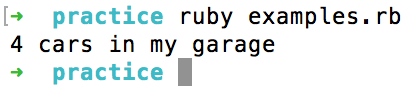 [➜ practice ruby examples.rb
4 cars in my garage
➜ practice